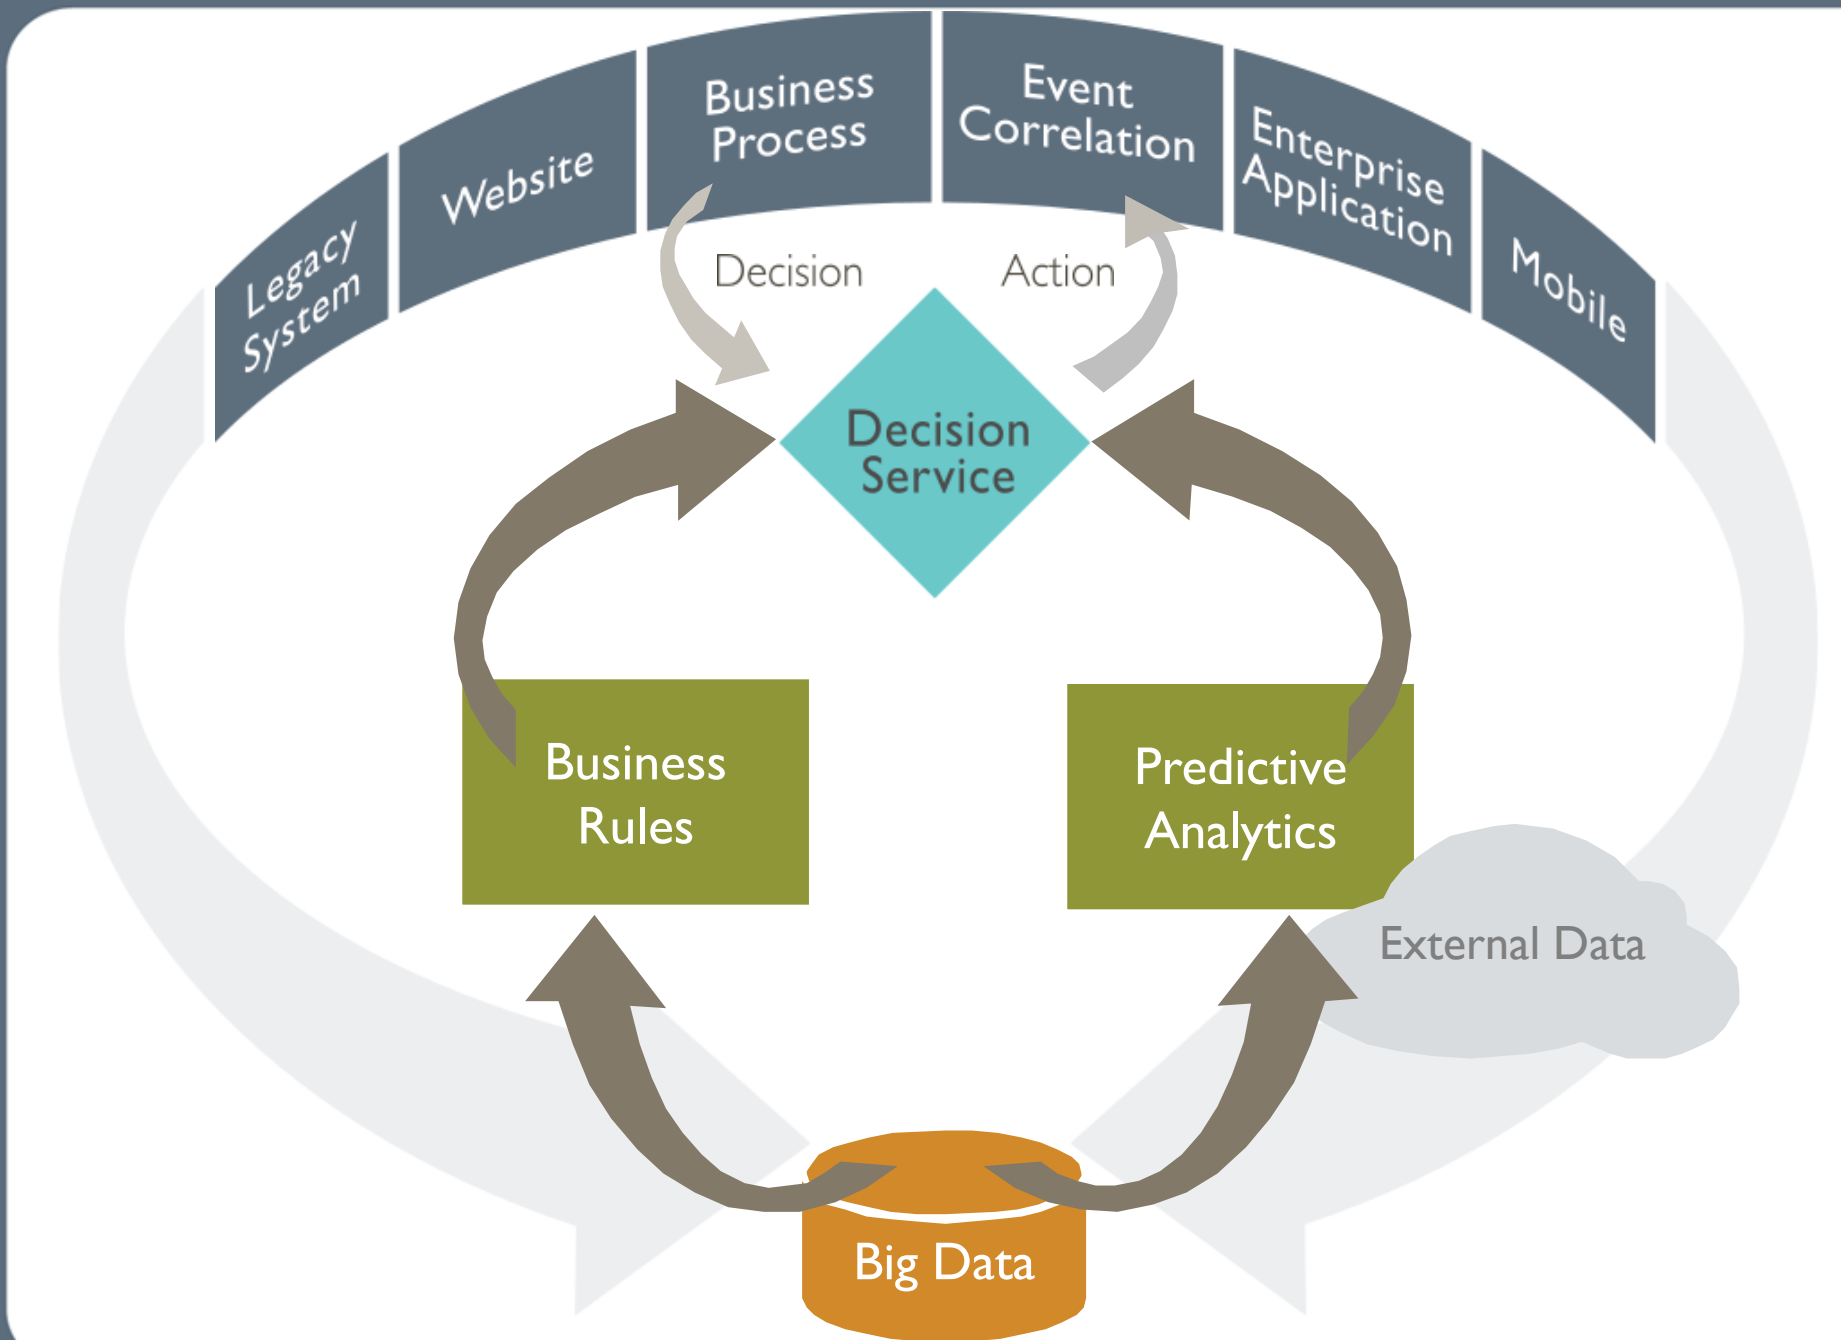 Legacy
System
Website
Business
Process
Event
Correlation
Enterprise
Application
Mobile
Decision
Action
Decision
Service
Business
Rules
Predictive
Analytics
External Data
Big Data